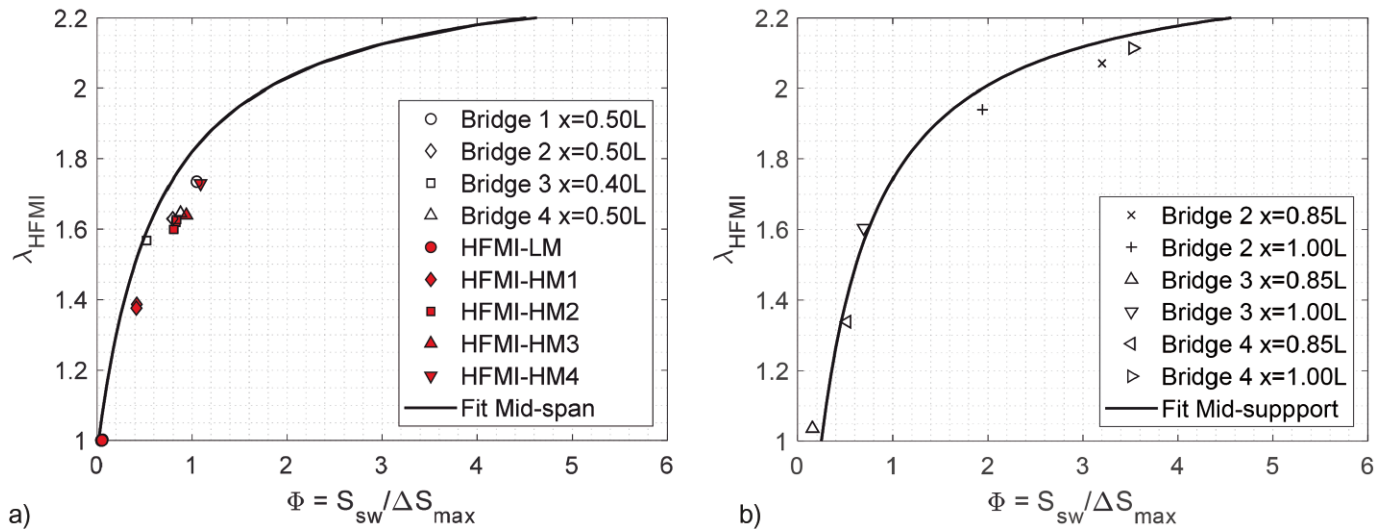 2.2
2
1.8
1.6
1.4
1.2
1
λHFMI
0 1 2 3 4 5 6
Φ = Ssw/ΔSmax
Bridge 1 x=0.50L
Bridge 2 x=0.50L
Bridge 3 x=0.40L
Bridge 4 x=0.50L
HFMI-LM
HFMI-HM1
HFMI-HM2
HFMI-HM3
HFMI-HM4
Fit Mid-span
a)
2.2
2
1.8
1.6
1.4
1.2
1
λHFMI
0 1 2 3 4 5 6
Φ = Ssw/ΔSmax
Bridge 2 x=0.85L
Bridge 2 x=1.00L
Bridge 3 x=0.85L
Bridge 3 x=1.00L
Bridge 4 x=0.85L
Bridge 4 x=1.00L
Fit Mid-suppport
b)